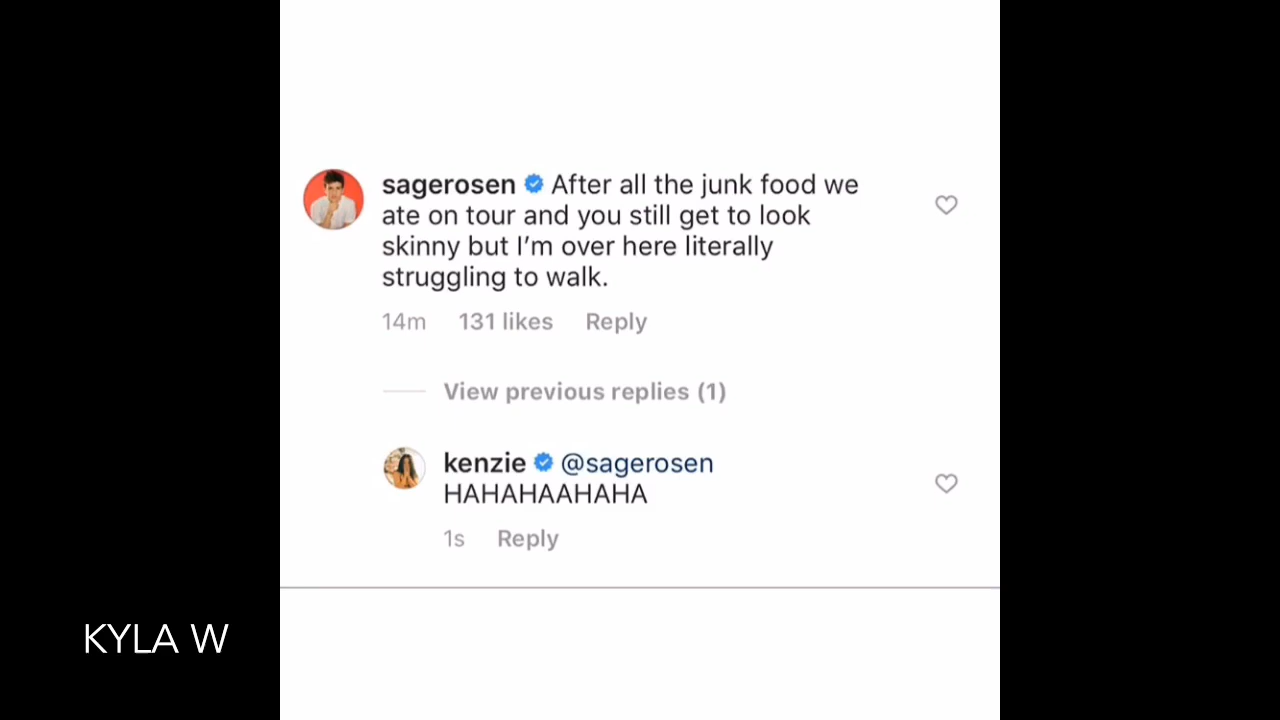 sagerosen After all the junk food we
ate on tour and you still get to look
skinny but I’m over here literally
struggling to walk.
14m 131 likes Reply
View previous replies (1)
kenzie @sagerosen
HAHAHAAHAHA
1s Reply
KYLA W